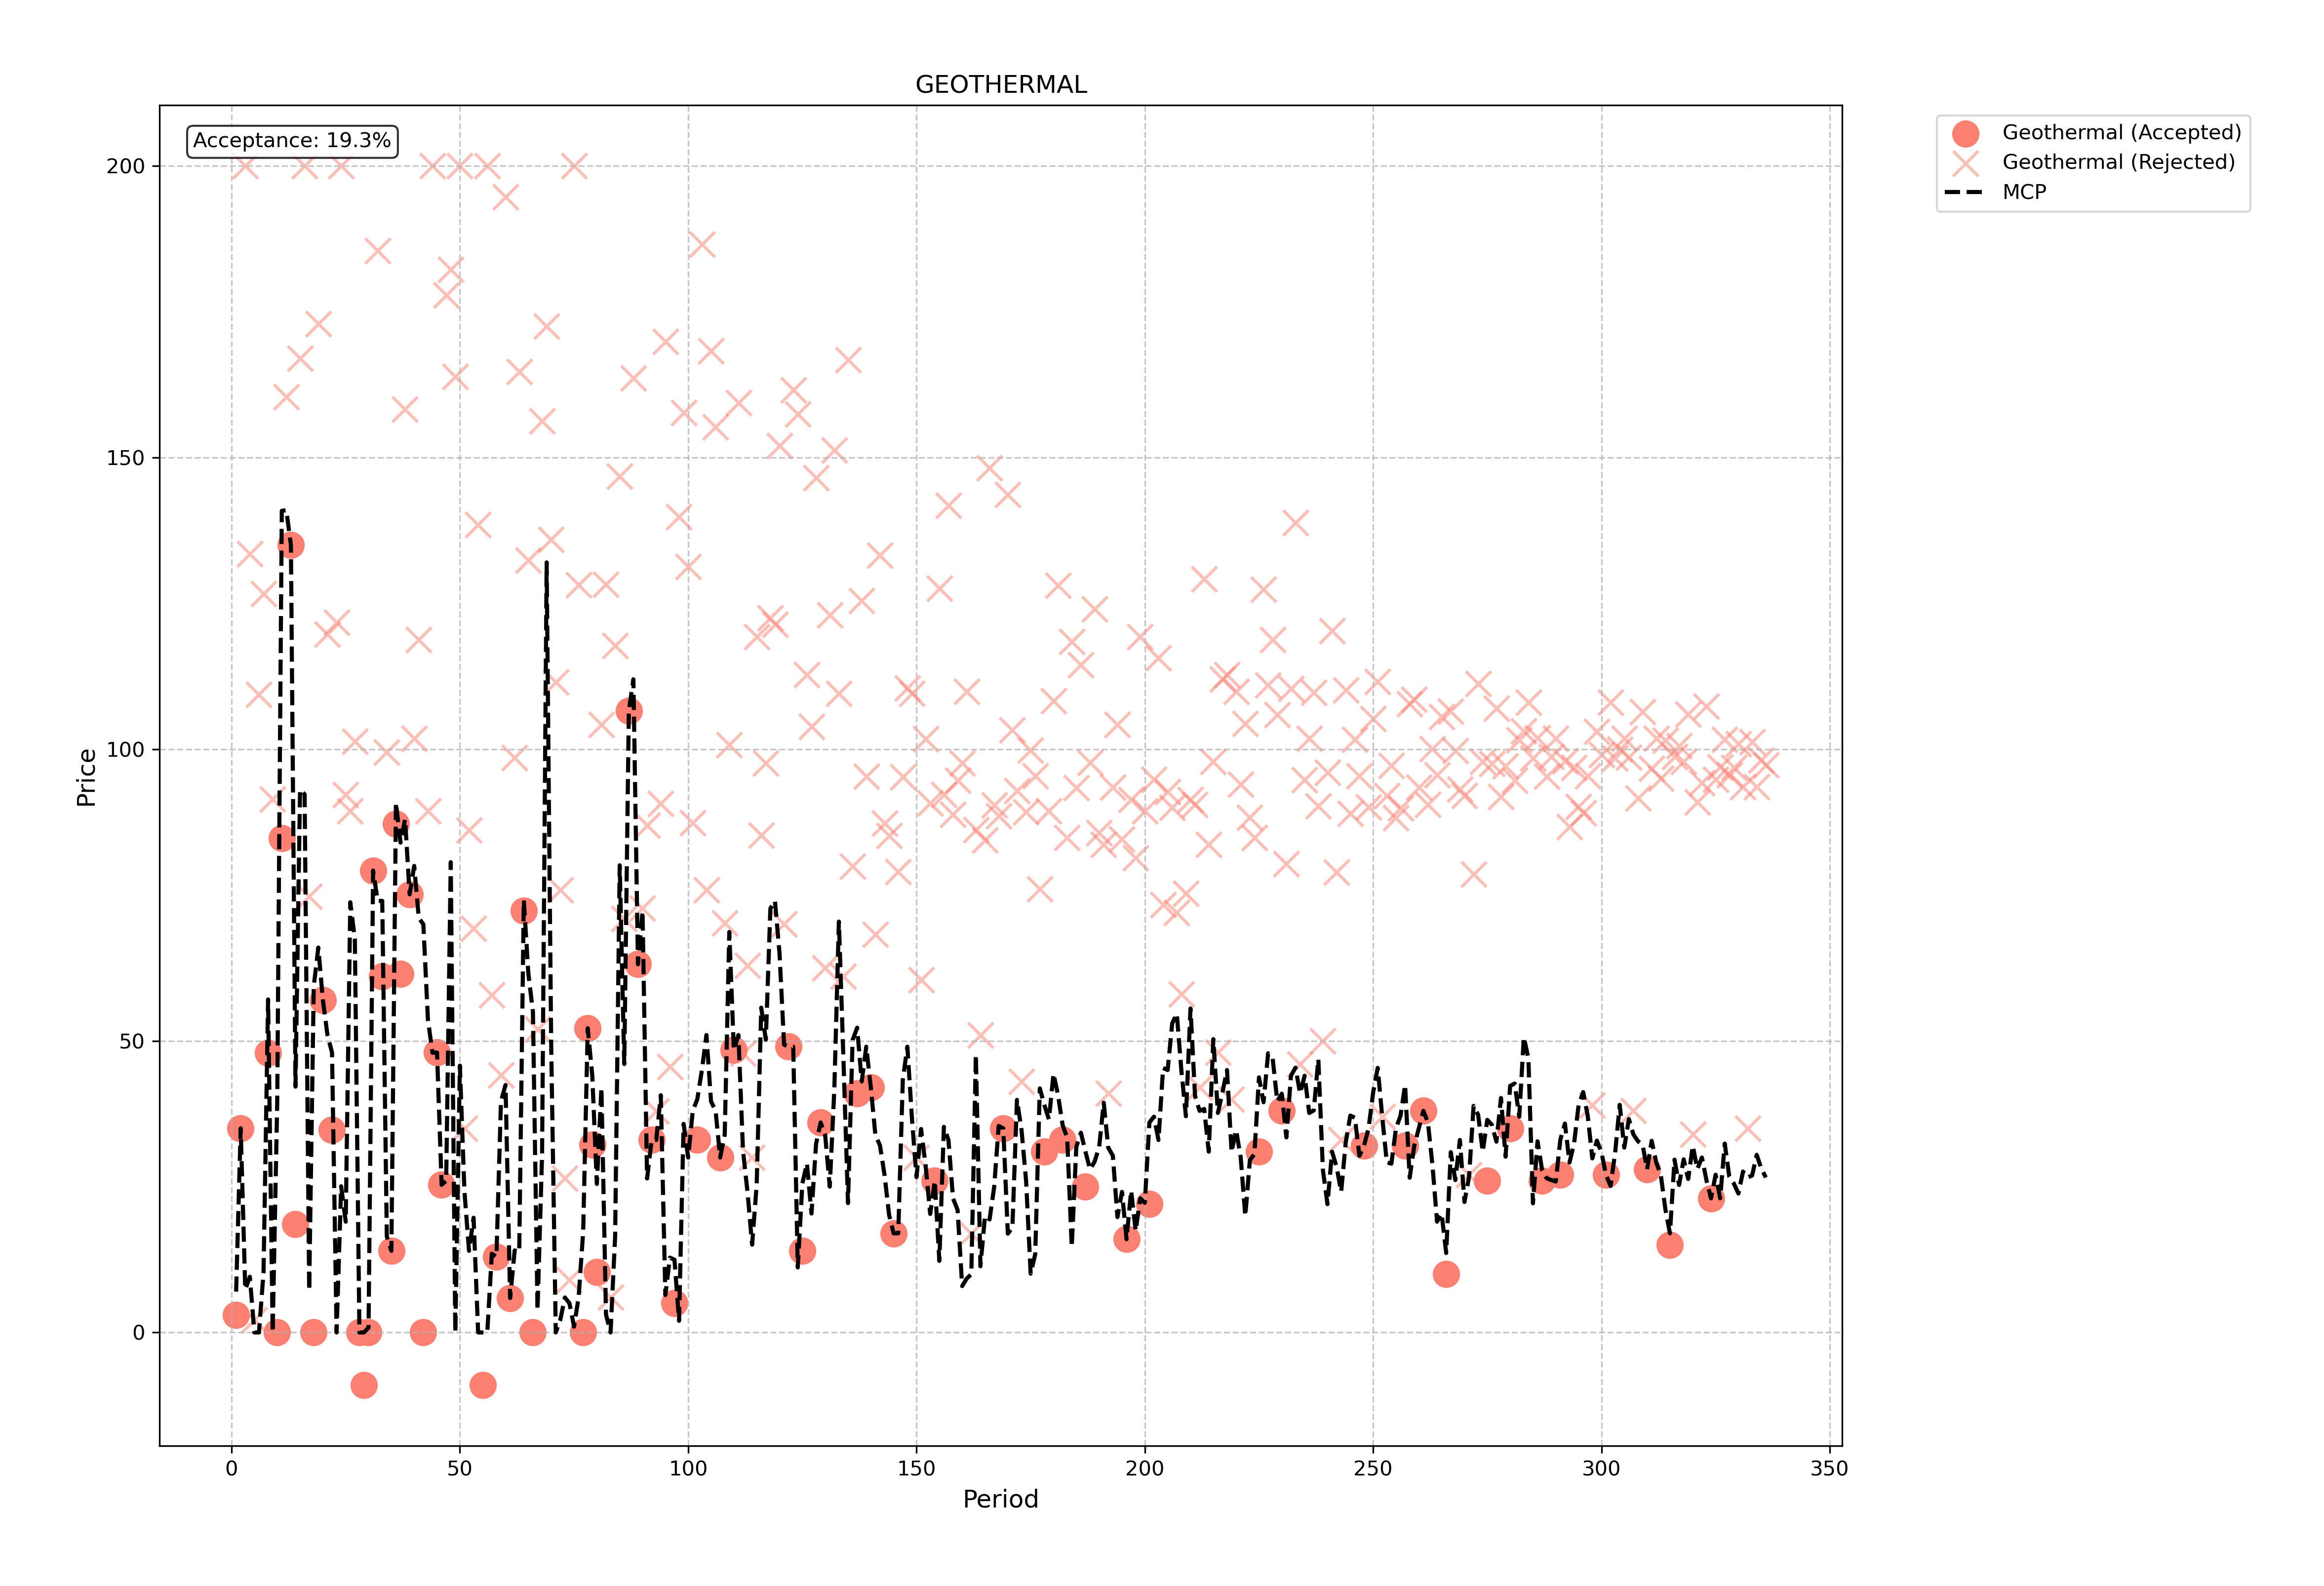 GEOTHERMAL
Acceptance: 19.3%
Geothermal (Accepted)
Geothermal (Rejected)
MCP
200
150
100
50
0
Price
0 50 100 150 200 250 300 350
Period